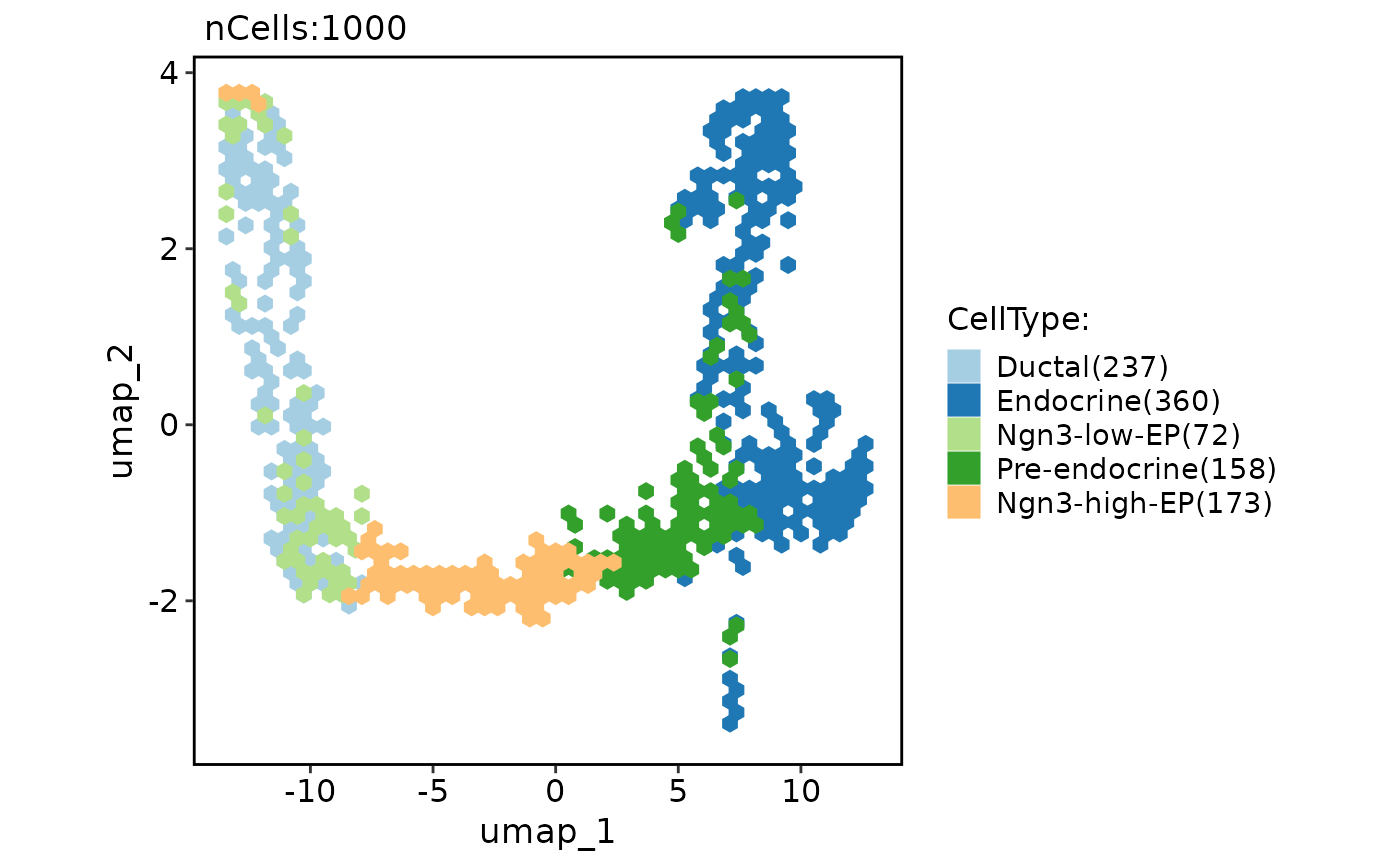 nCells:1000
4
2
0
-2
umap_2
-10
-5
0
5
10
umap_1
CellType:
Ductal(237)
Endocrine(360)
Ngn3-low-EP(72)
Pre-endocrine(158)
Ngn3-high-EP(173)